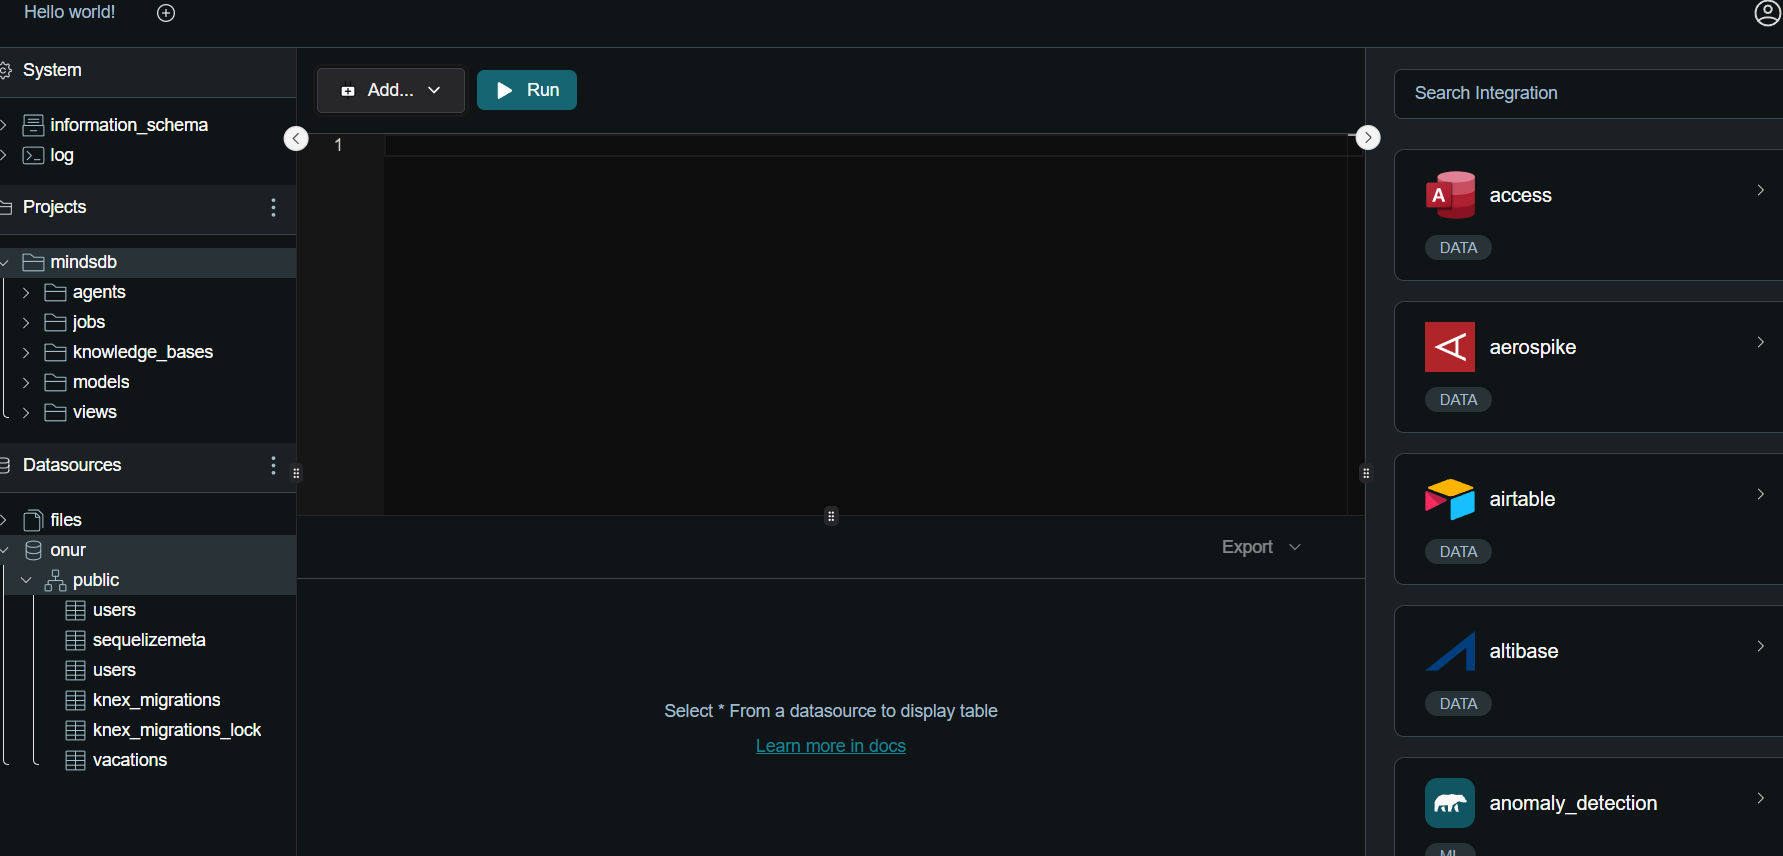 Hello world!
System
information_schema
log
Projects
mindsdb
agents
jobs
knowledge_bases
models
views
Datasources
files
onur
public
users
sequelizemeta
users
knex_migrations
knex_migrations_lock
vacations
Add... Run
1
Export
Select * From a datasource to display table
Learn more in docs
Search Integration
A
access
DATA
aerospike
DATA
airtable
DATA
altibase
DATA
anomaly_detection
ML